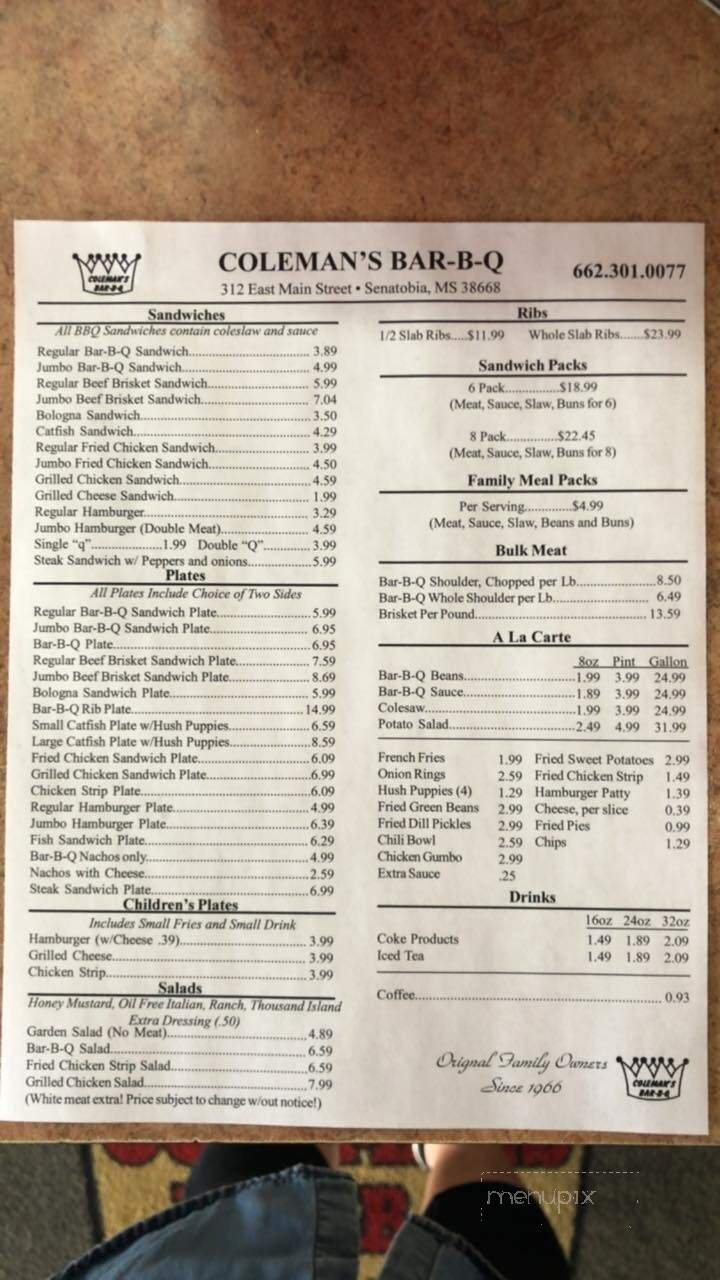 COLEMAN'S BAR-B-Q
COLEMAN'S BAR-B-Q
312 East Main Street • Senatobia, MS 38668
662.301.0077
Sandwiches
All BBQ Sandwiches contain coleslaw and sauce
Regular Bar-B-Q Sandwich.......... 3.89
Jumbo Bar-B-Q Sandwich.......... 4.99
Regular Beef Brisket Sandwich.......... 5.99
Jumbo Beef Brisket Sandwich.......... 7.04
Bologna Sandwich.......... 3.50
Catfish Sandwich.......... 4.29
Regular Fried Chicken Sandwich.......... 3.99
Jumbo Fried Chicken Sandwich.......... 4.50
Grilled Chicken Sandwich.......... 4.59
Grilled Cheese Sandwich.......... 1.99
Regular Hamburger.......... 3.29
Jumbo Hamburger (Double Meat).......... 4.59
Single "q"..........1.99 Double "Q".......... 3.99
Steak Sandwich w/ Peppers and onions.......... 5.99
Plates
All Plates Include Choice of Two Sides
Regular Bar-B-Q Sandwich Plate.......... 5.99
Jumbo Bar-B-Q Sandwich Plate.......... 6.95
Bar-B-Q Plate.......... 6.95
Regular Beef Brisket Sandwich Plate.......... 7.59
Jumbo Beef Brisket Sandwich Plate.......... 8.69
Bologna Sandwich Plate.......... 5.99
Bar-B-Q Rib Plate.......... 14.99
Small Catfish Plate w/Hush Puppies.......... 6.59
Large Catfish Plate w/Hush Puppies.......... 8.59
Fried Chicken Sandwich Plate.......... 6.09
Grilled Chicken Sandwich Plate.......... 6.99
Chicken Strip Plate.......... 6.09
Regular Hamburger Plate.......... 4.99
Jumbo Hamburger Plate.......... 6.39
Fish Sandwich Plate.......... 6.29
Bar-B-Q Nachos only.......... 4.99
Nachos with Cheese.......... 2.59
Steak Sandwich Plate.......... 6.99
Children's Plates
Includes Small Fries and Small Drink
Hamburger (w/Cheese .39).......... 3.99
Grilled Cheese.......... 3.99
Chicken Strip.......... 3.99
Salads
Honey Mustard, Oil Free Italian, Ranch, Thousand Island
Extra Dressing (.50)
Garden Salad (No Meat).......... 4.89
Bar-B-Q Salad.......... 6.59
Fried Chicken Strip Salad.......... 6.59
Grilled Chicken Salad.......... 7.99
(White meat extra! Price subject to change w/out notice!)
Ribs
1/2 Slab Ribs.....$11.99 Whole Slab Ribs.......$23.99
Sandwich Packs
6 Pack...............$18.99
(Meat, Sauce, Slaw, Buns for 6)
8 Pack..............$22.45
(Meat, Sauce, Slaw, Buns for 8)
Family Meal Packs
Per Serving............$4.99
(Meat, Sauce, Slaw, Beans and Buns)
Bulk Meat
Bar-B-Q Shoulder, Chopped per Lb..........8.50
Bar-B-Q Whole Shoulder per Lb.......... 6.49
Brisket Per Pound.......... 13.59
A La Carte
8oz Pint Gallon
Bar-B-Q Beans..........1.99 3.99 24.99
Bar-B-Q Sauce..........1.89 3.99 24.99
Colesaw..........1.99 3.99 24.99
Potato Salad..........2.49 4.99 31.99
French Fries 1.99 Fried Sweet Potatoes 2.99
Onion Rings 2.59 Fried Chicken Strip 1.49
Hush Puppies (4) 1.29 Hamburger Patty 1.39
Fried Green Beans 2.99 Cheese, per slice 0.39
Fried Dill Pickles 2.99 Fried Pies 0.99
Chili Bowl 2.59 Chips 1.29
Chicken Gumbo 2.99
Extra Sauce .25
Drinks
16oz 24oz 32oz
Coke Products 1.49 1.89 2.09
Iced Tea 1.49 1.89 2.09
Coffee.......... 0.93
Orignal Family Owners
Since 1966
COLEMAN'S BAR-B-Q
menupix